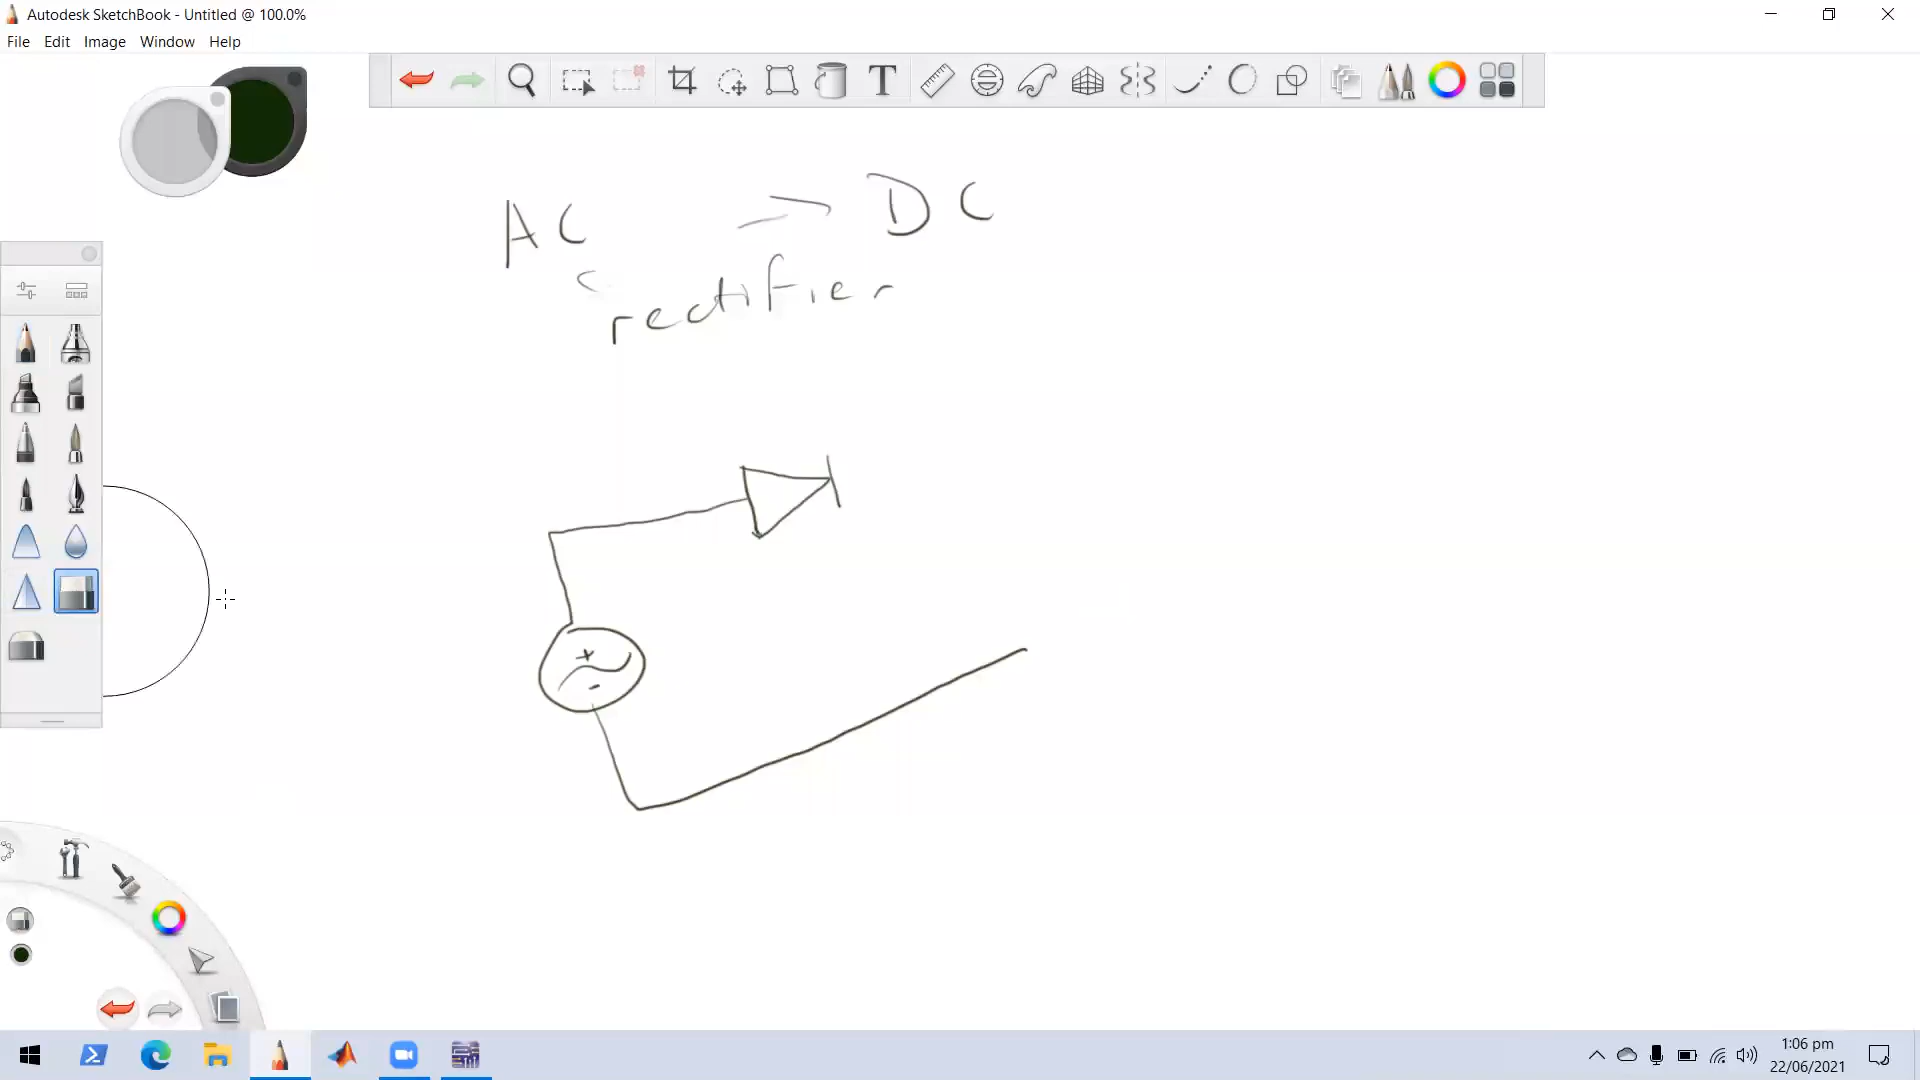 Autodesk SketchBook - Untitled @ 100.0%
File Edit Image Window Help
T
AC → DC
rectifier
+
-
1:06 pm
22/06/2021